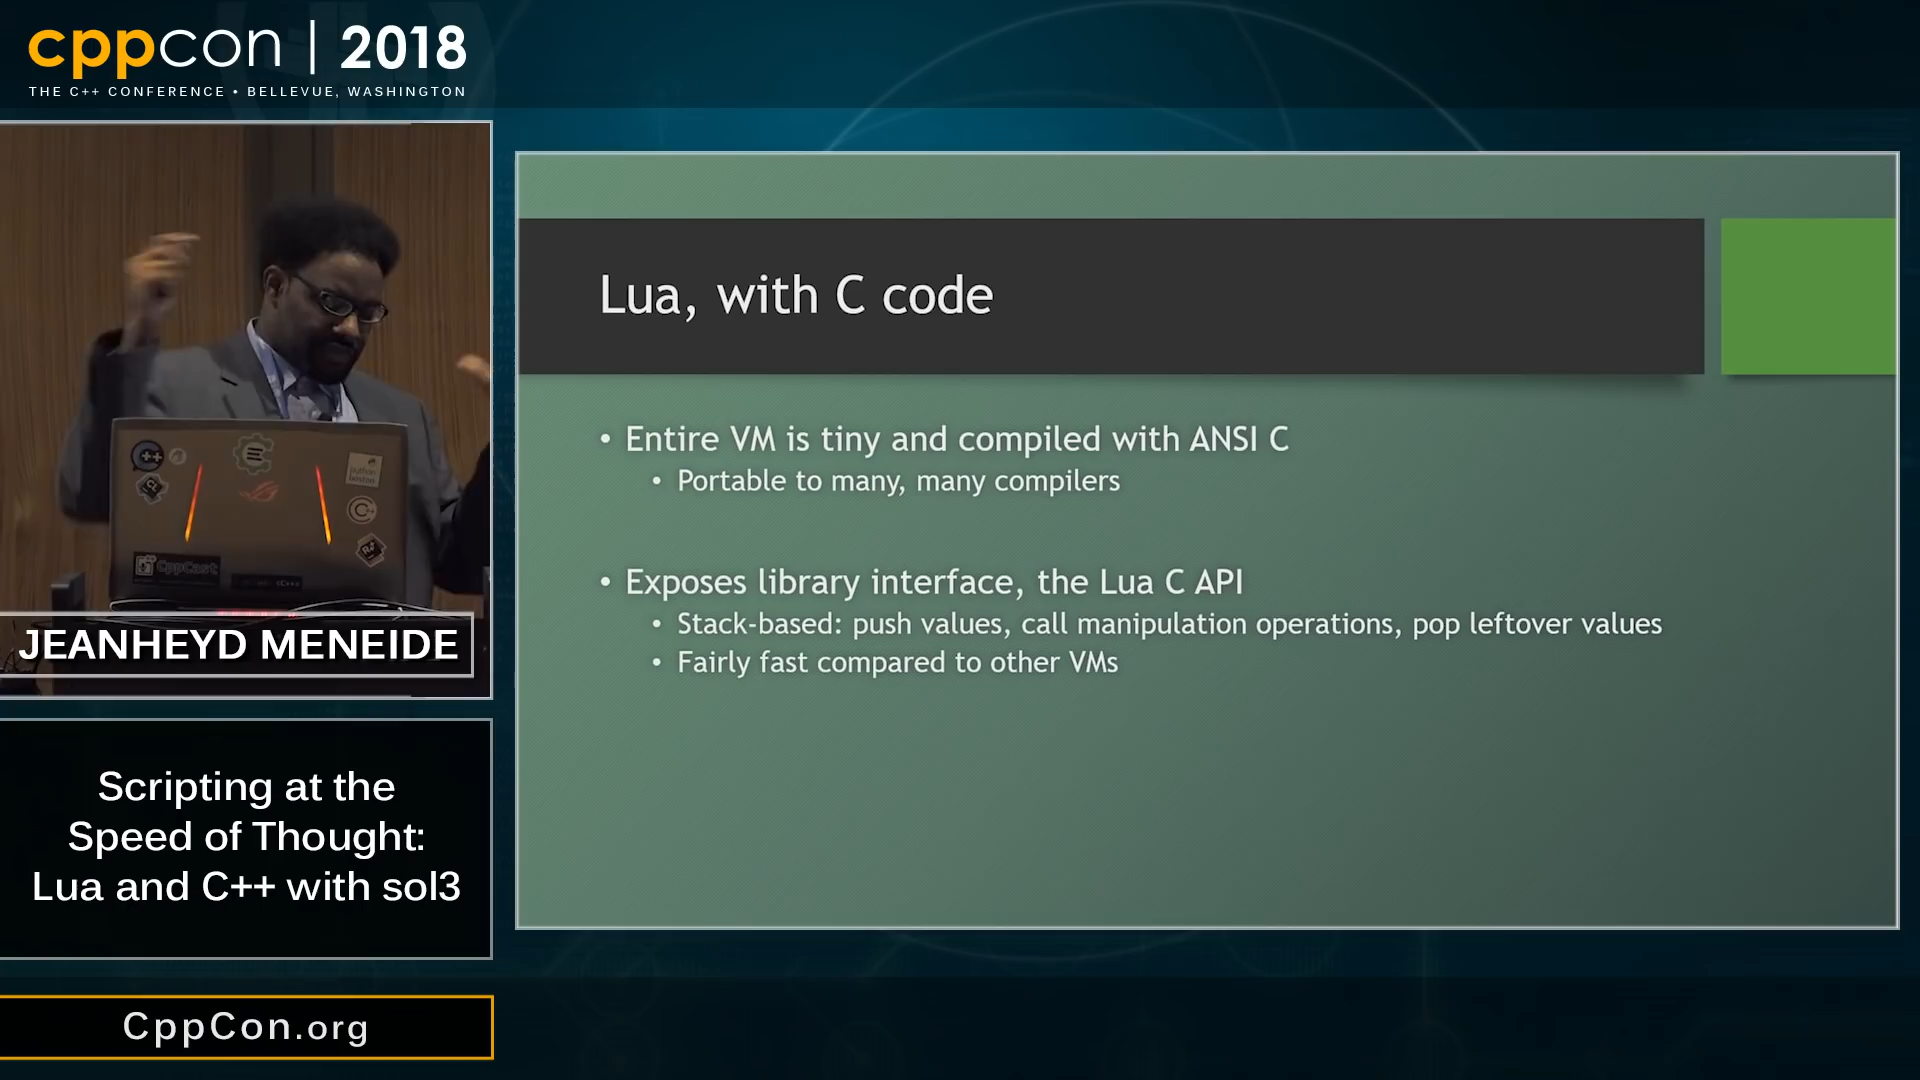 cppcon | 2018
THE C++ CONFERENCE • BELLEVUE, WASHINGTON
C++
python
boston
C++
CppCast
JEANHEYD MENEIDE
Scripting at the
Speed of Thought:
Lua and C++ with sol3
CppCon.org
Lua, with C code
• Entire VM is tiny and compiled with ANSI C
• Portable to many, many compilers
• Exposes library interface, the Lua C API
• Stack-based: push values, call manipulation operations, pop leftover values
• Fairly fast compared to other VMs